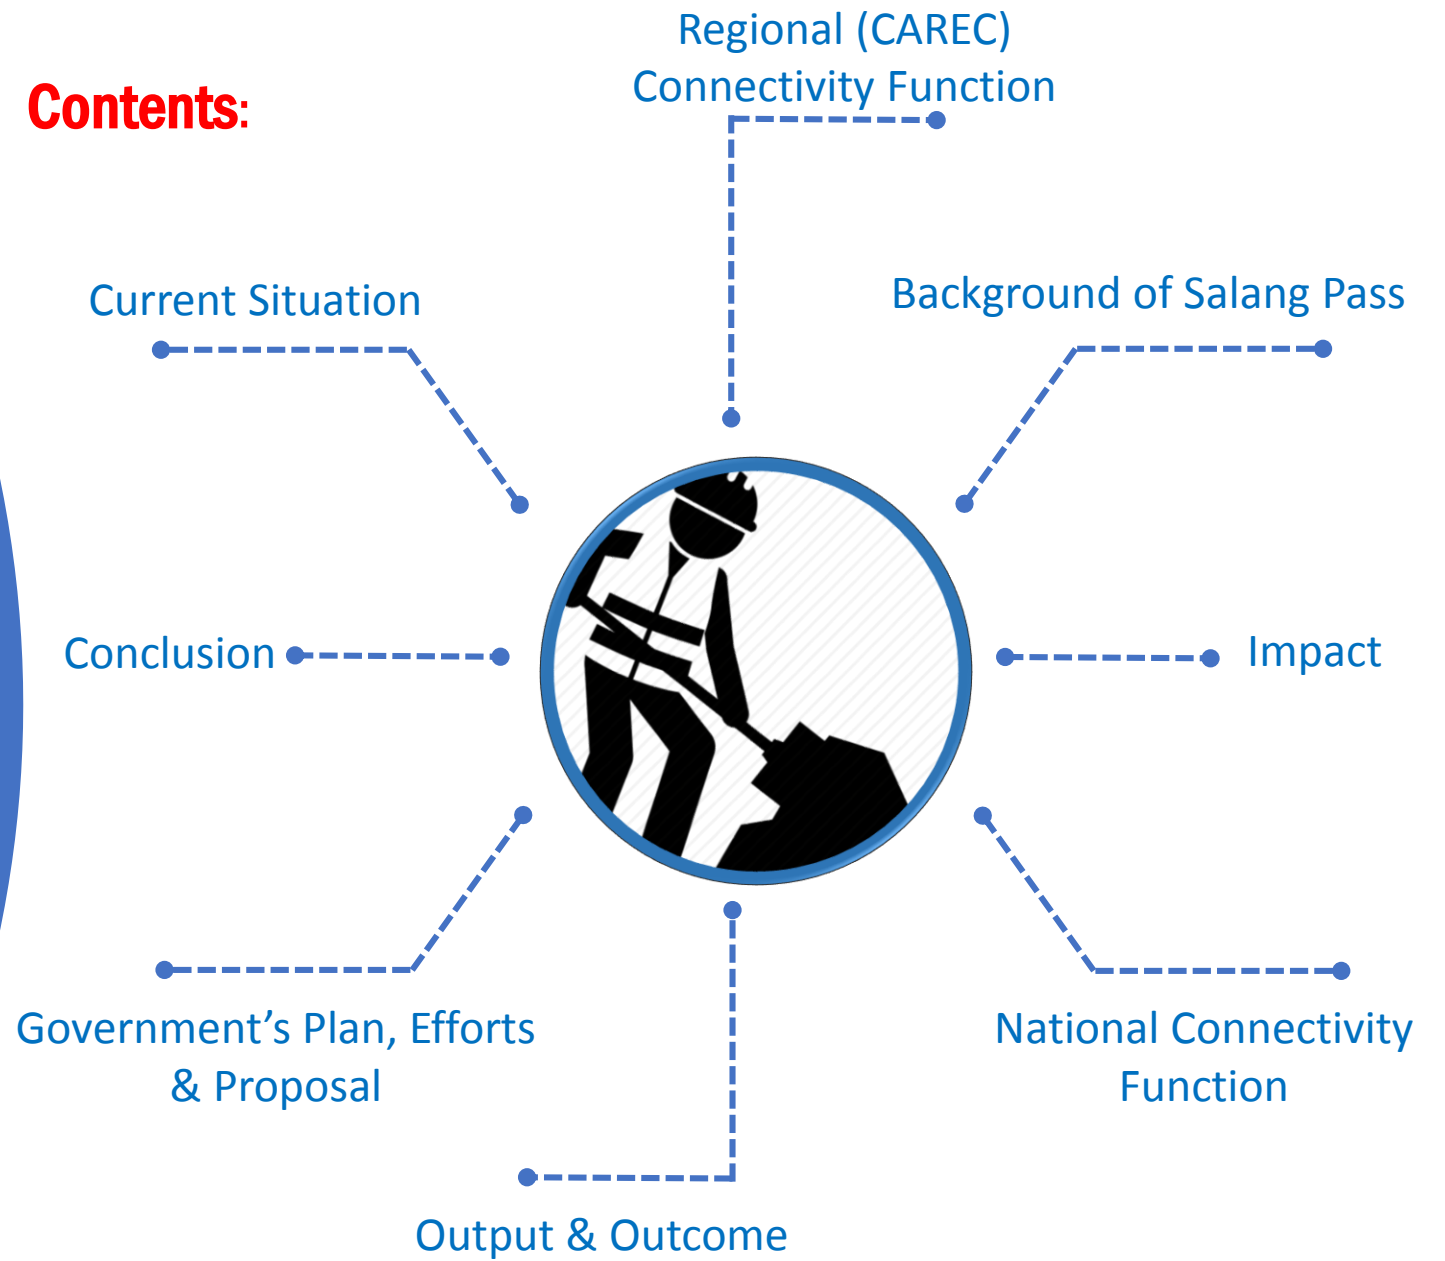 Regional (CAREC)
Connectivity Function
Contents:
Current Situation
Background of Salang Pass
Conclusion
Impact
Government’s Plan, Efforts
& Proposal
National Connectivity
Function
Output & Outcome